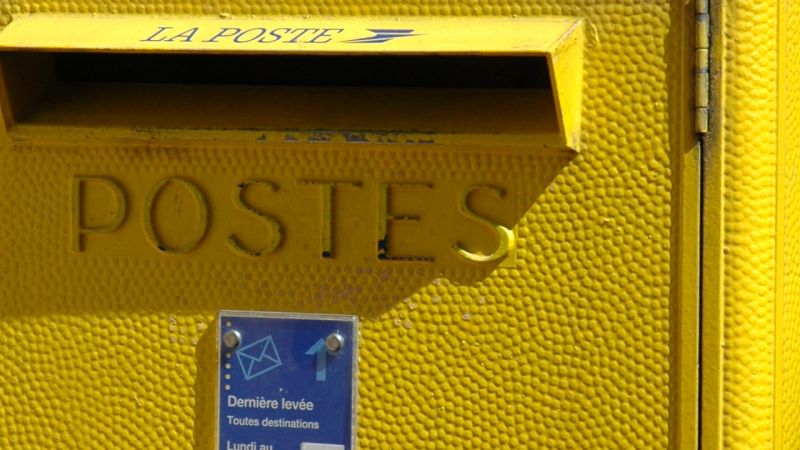 LA POSTE
POSTES
Dernière levée
Toutes destinations
Lundi au